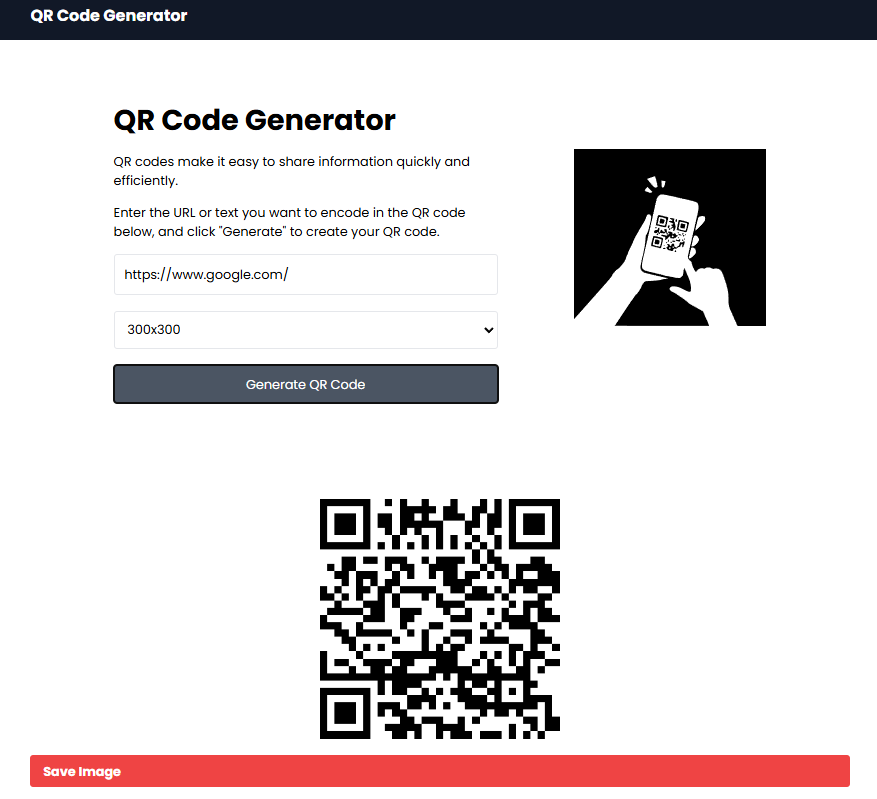 QR Code Generator
QR Code Generator
QR codes make it easy to share information quickly and
efficiently.
Enter the URL or text you want to encode in the QR code
below, and click "Generate" to create your QR code.
https://www.google.com/
300x300
Generate QR Code
Save Image